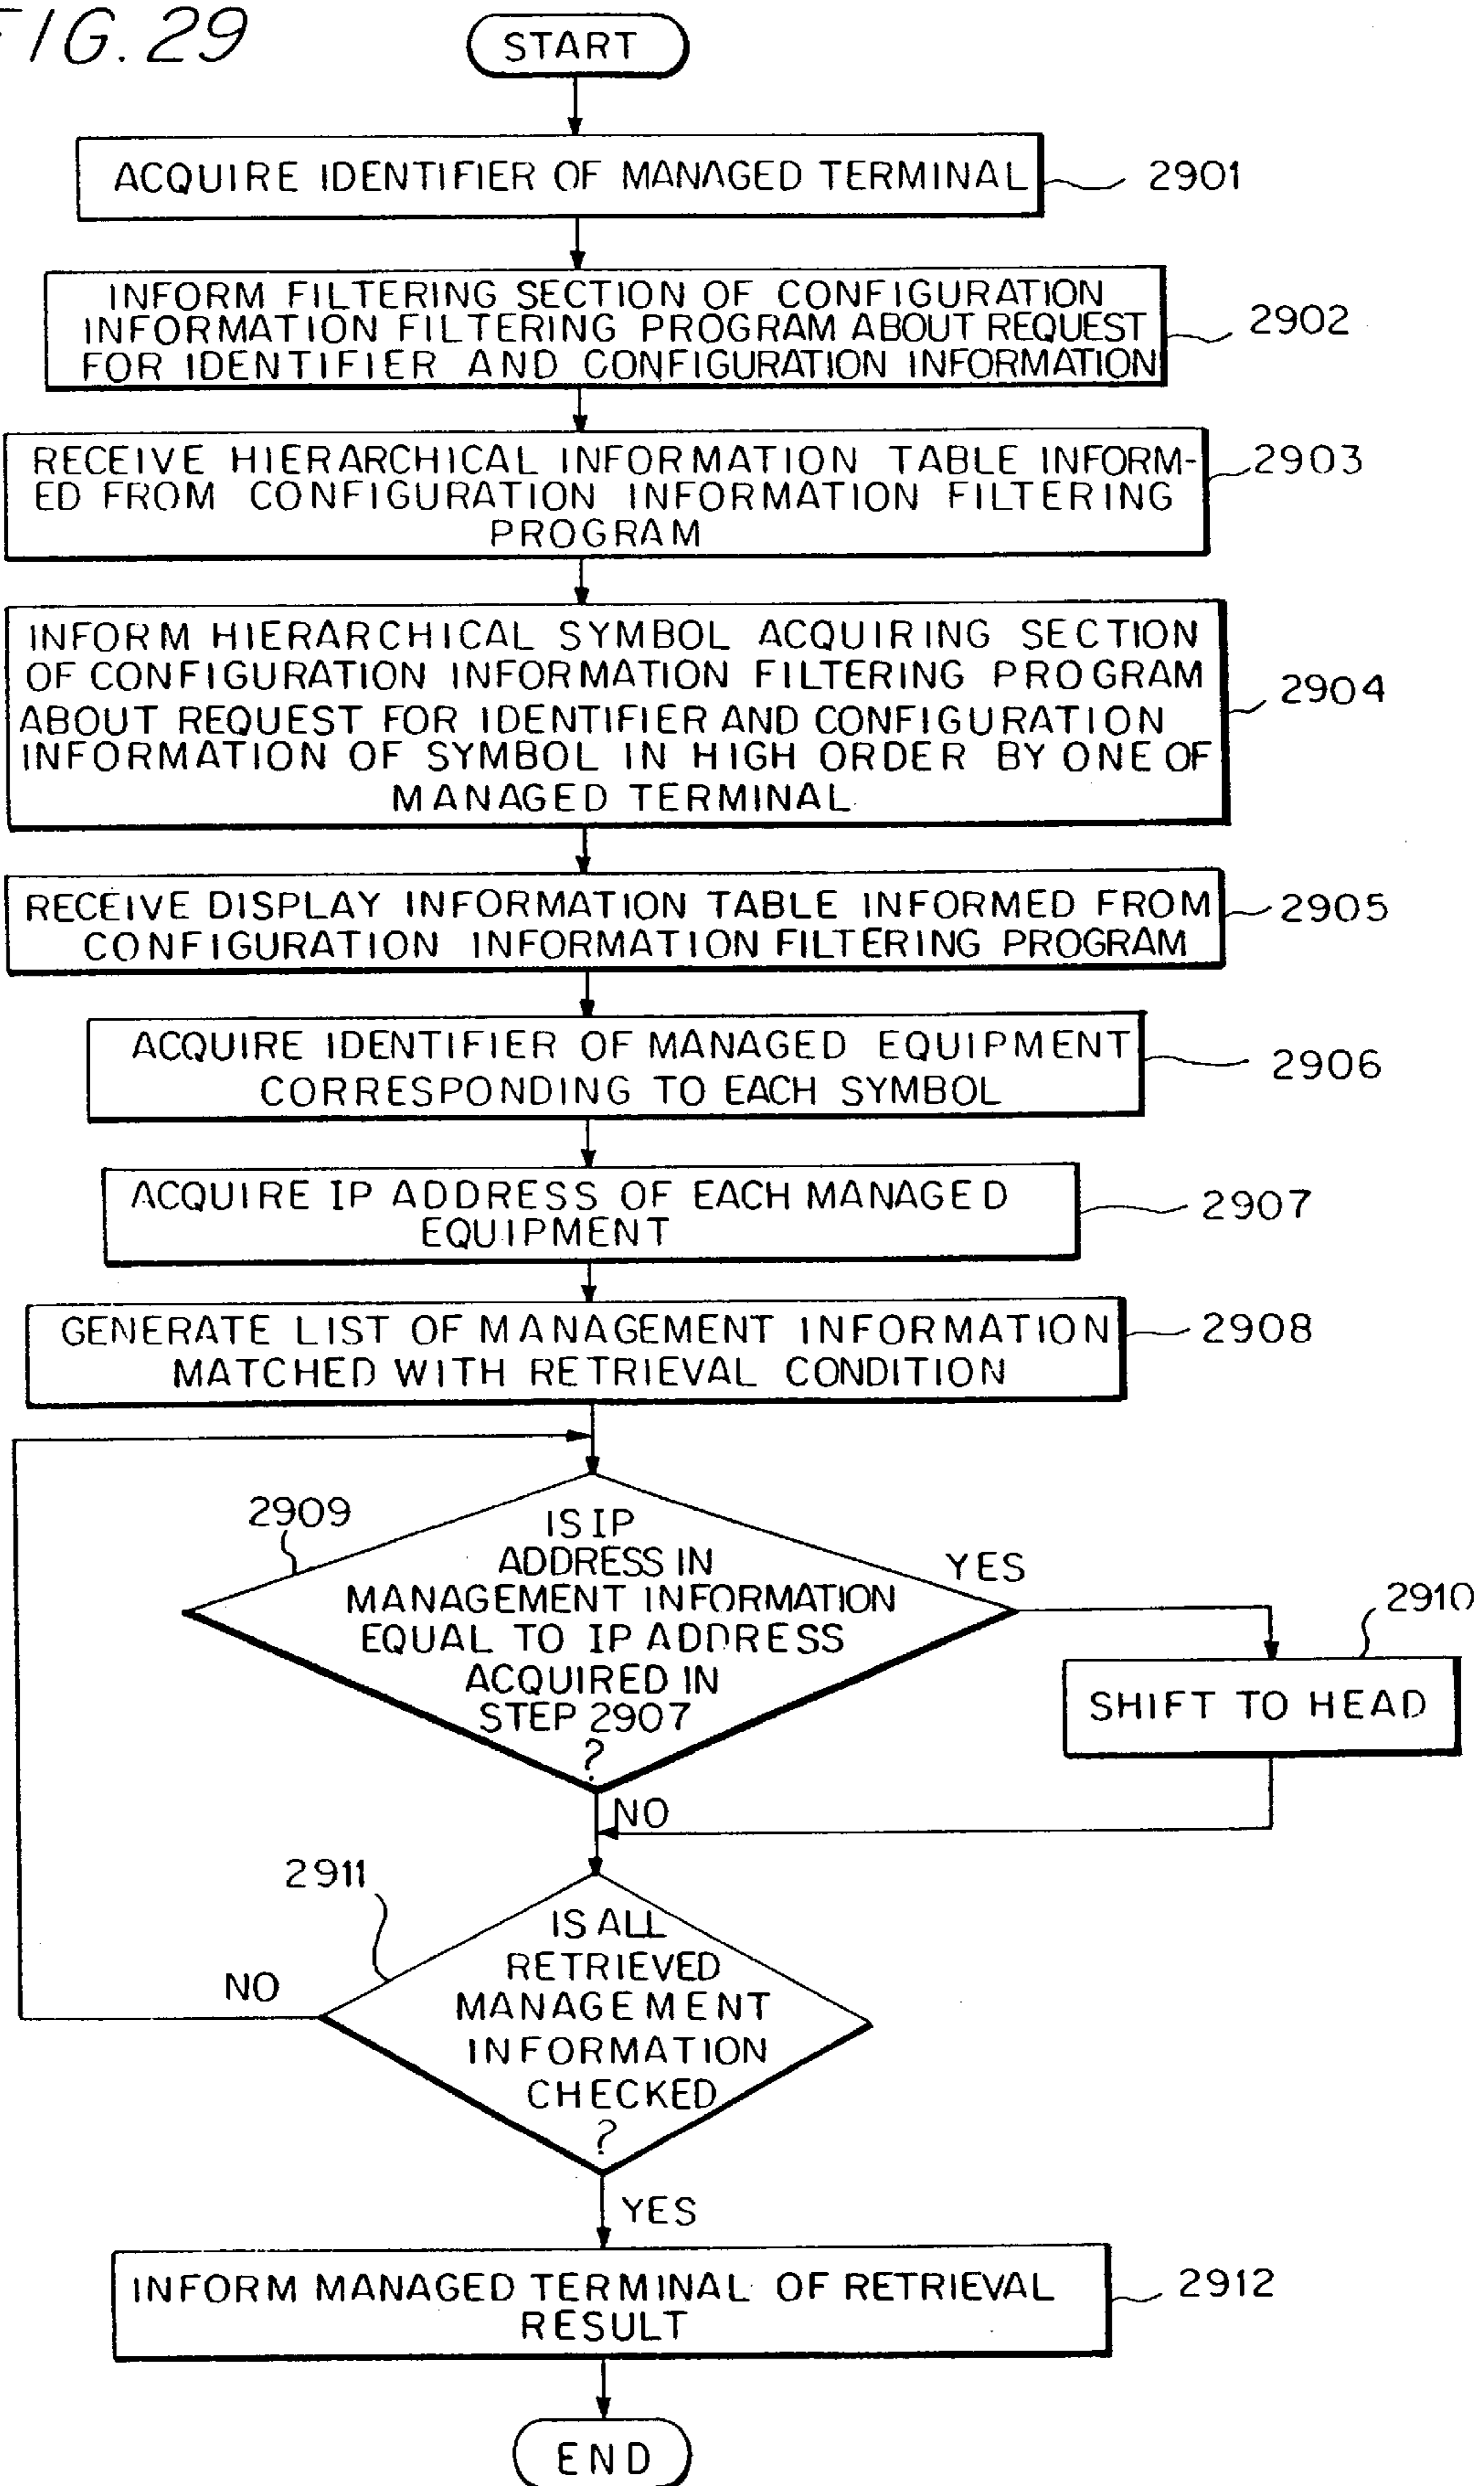 FIG. 29
START
ACQUIRE IDENTIFIER OF MANAGED TERMINAL
2901
INFORM FILTERING SECTION OF CONFIGURATION
INFORMATION FILTERING PROGRAM ABOUT REQUEST
FOR IDENTIFIER AND CONFIGURATION INFORMATION
2902
RECEIVE HIERARCHICAL INFORMATION TABLE INFORM-
ED FROM CONFIGURATION INFORMATION FILTERING
PROGRAM
2903
INFORM HIERARCHICAL SYMBOL ACQUIRING SECTION
OF CONFIGURATION INFORMATION FILTERING PROGRAM
ABOUT REQUEST FOR IDENTIFIER AND CONFIGURATION
INFORMATION OF SYMBOL IN HIGH ORDER BY ONE OF
MANAGED TERMINAL
2904
RECEIVE DISPLAY INFORMATION TABLE INFORMED FROM
CONFIGURATION INFORMATION FILTERING PROGRAM
2905
ACQUIRE IDENTIFIER OF MANAGED EQUIPMENT
CORRESPONDING TO EACH SYMBOL
2906
ACQUIRE IP ADDRESS OF EACH MANAGED
EQUIPMENT
2907
GENERATE LIST OF MANAGEMENT INFORMATION
MATCHED WITH RETRIEVAL CONDITION
2908
2909
IS IP
ADDRESS IN
MANAGEMENT INFORMATION
EQUAL TO IP ADDRESS
ACQUIRED IN
STEP 2907
?
YES
2910
SHIFT TO HEAD
NO
2911
IS ALL
RETRIEVED
MANAGEMENT
INFORMATION
CHECKED
?
NO
YES
INFORM MANAGED TERMINAL OF RETRIEVAL
RESULT
2912
END